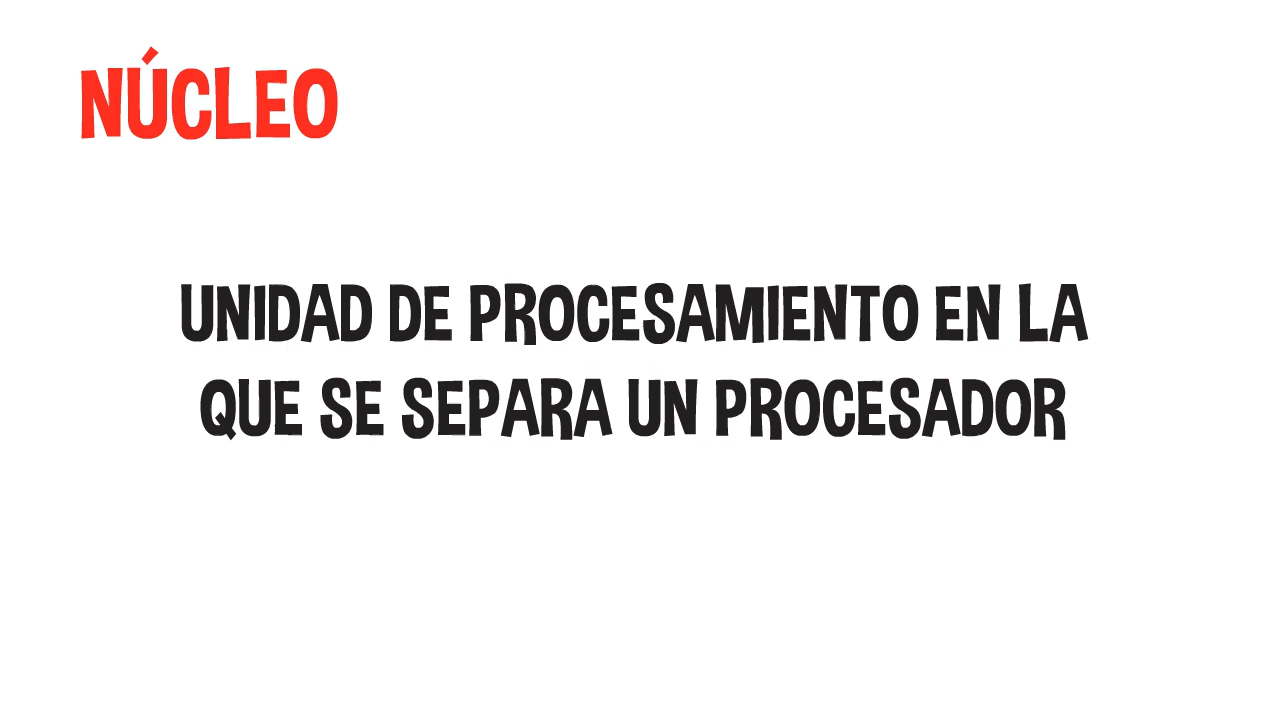 NÚCLEO
UNIDAD DE PROCESAMIENTO EN LA
QUE SE SEPARA UN PROCESADOR